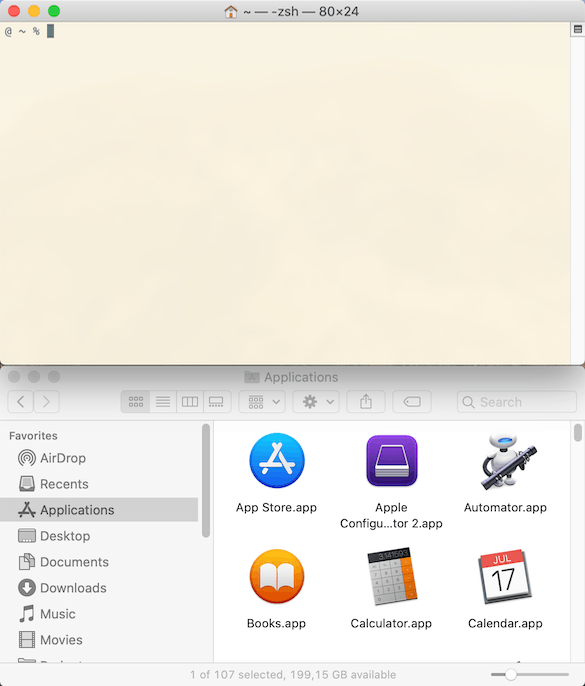 ~ — -zsh — 80×24
@ ~ %
Applications
Search
Favorites
AirDrop
Recents
Applications
Desktop
Documents
Downloads
Music
Movies
App Store.app
Apple
Configu...tor 2.app
Automator.app
Books.app
3.141593
Calculator.app
JUL
17
Calendar.app
1 of 107 selected, 199,15 GB available